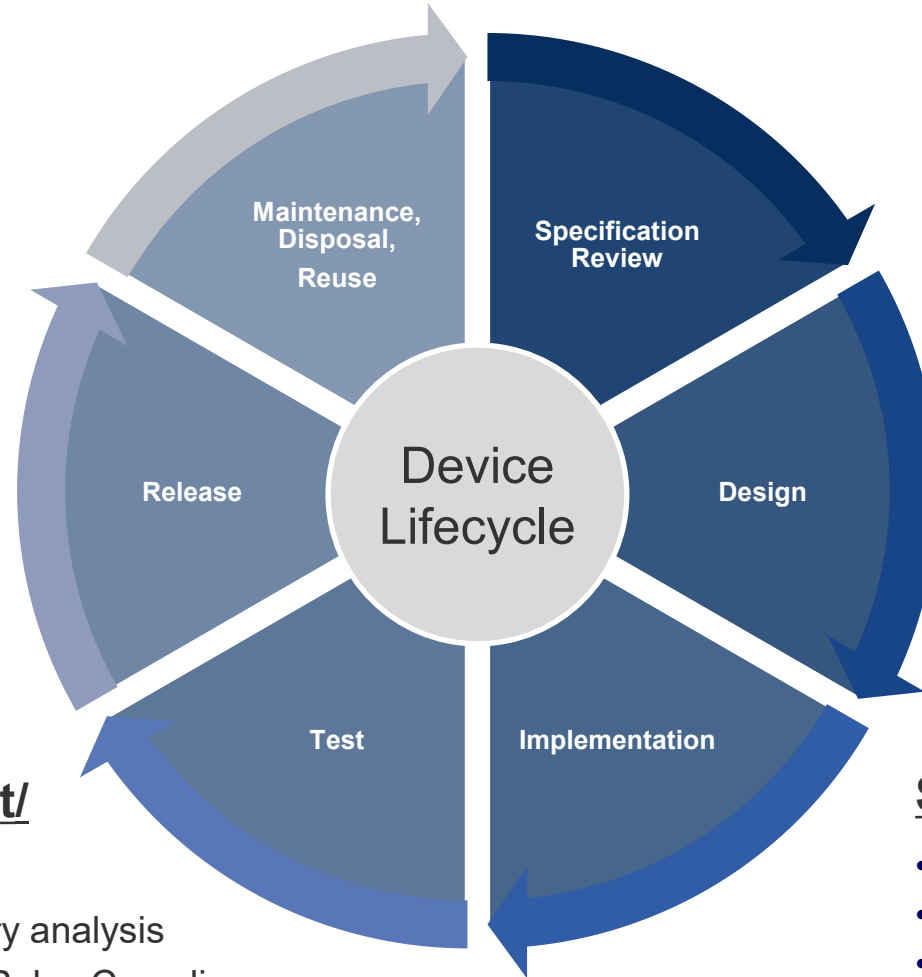 Maintenance,
Disposal,
Reuse
Specification
Review
Device
Lifecycle
Release
Design
Test
Implementation
t/
•
•
analysis
•